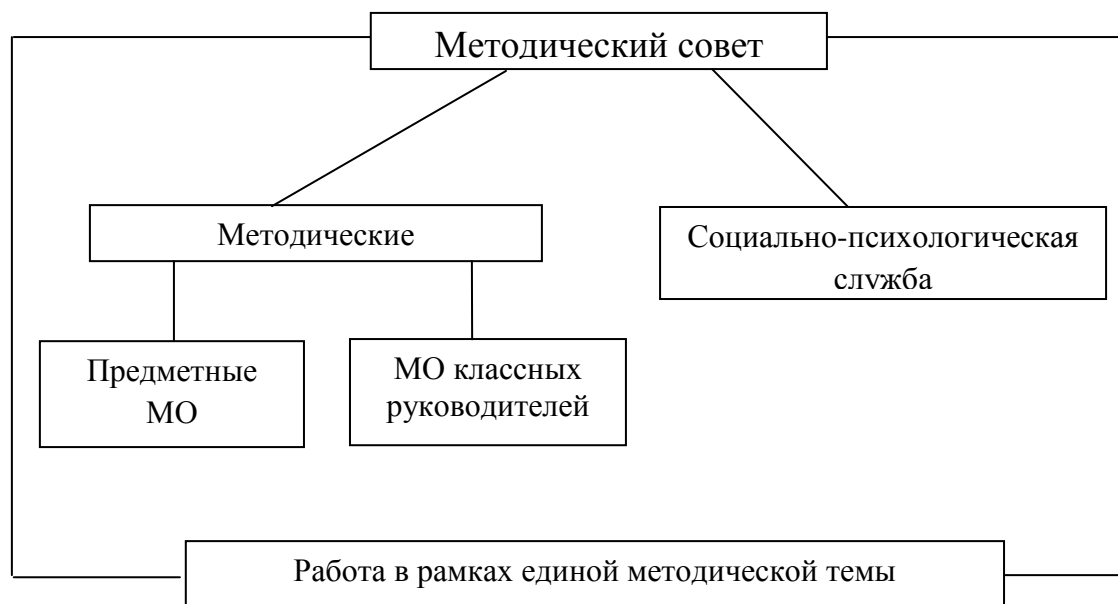 Методический совет
Методические
Социально-психологическая
служба
Предметные
МО
МО классных
руководителей
Работа в рамках единой методической темы